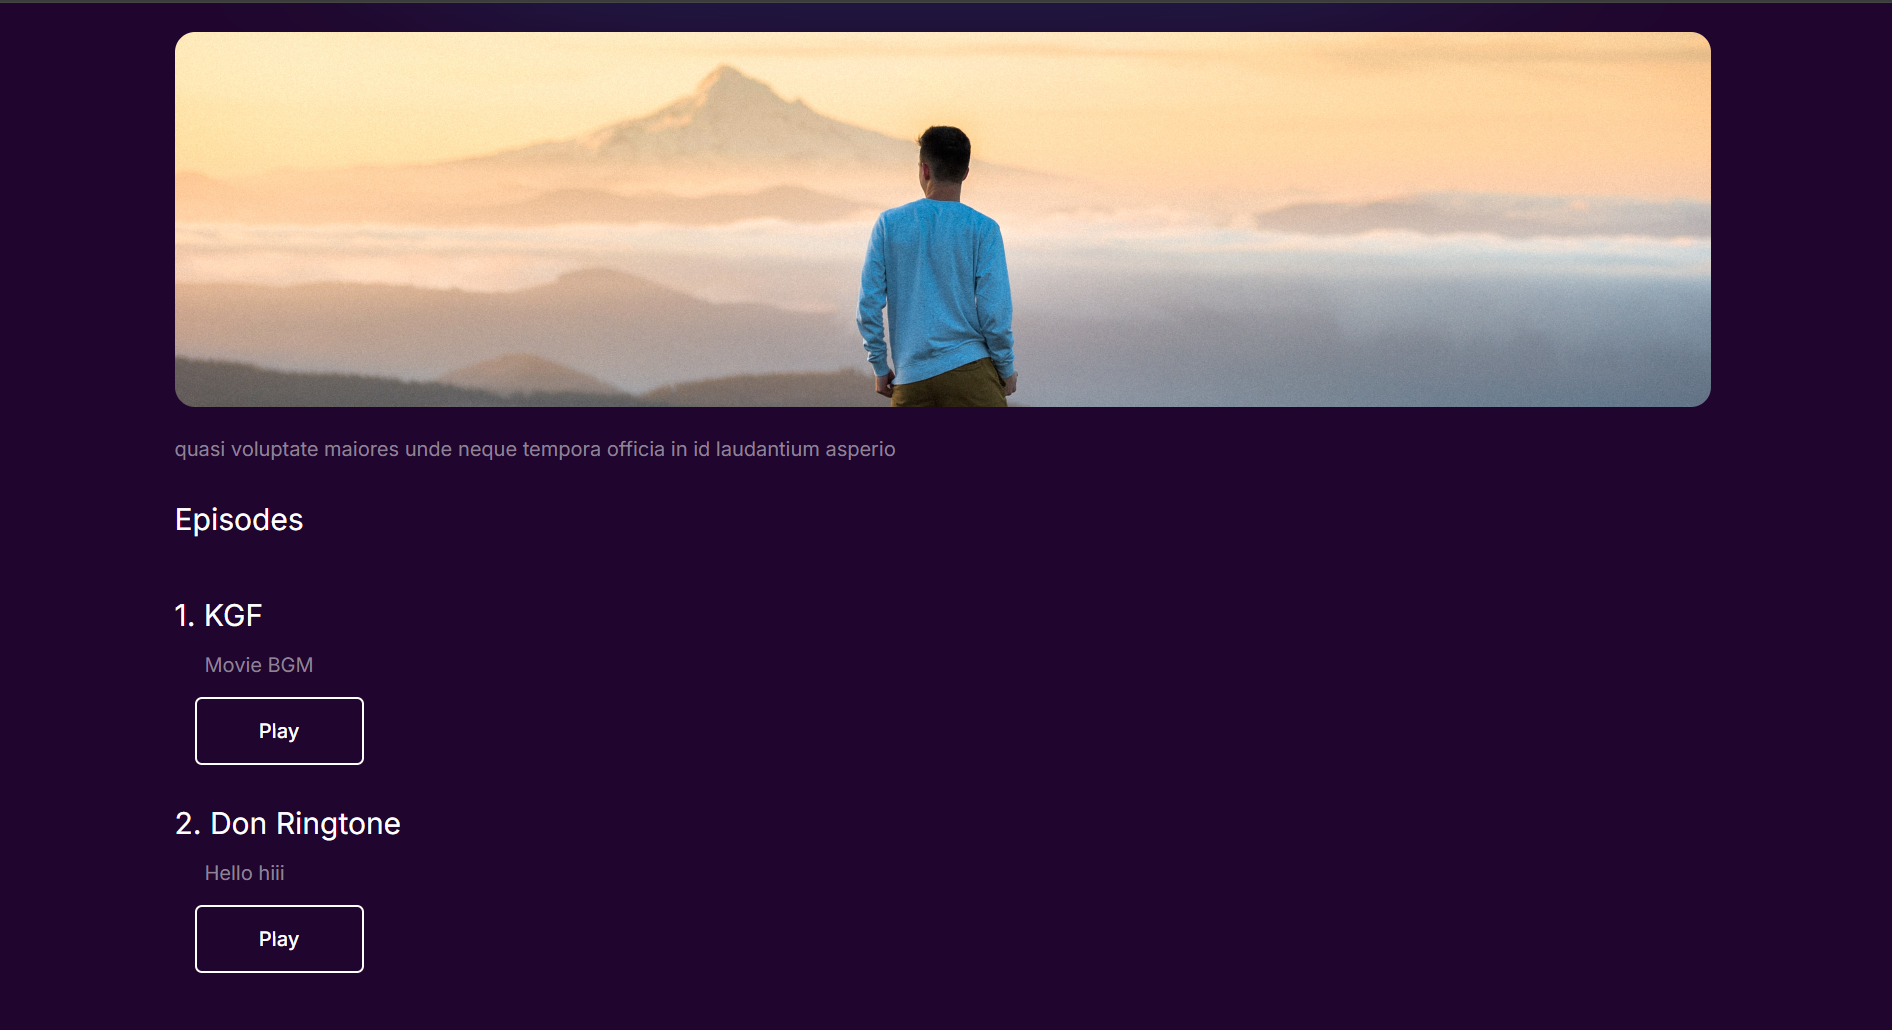 quasi voluptate maiores unde neque tempora officia in id laudantium asperio
Episodes
1. KGF
Movie BGM
Play
2. Don Ringtone
Hello hiii
Play